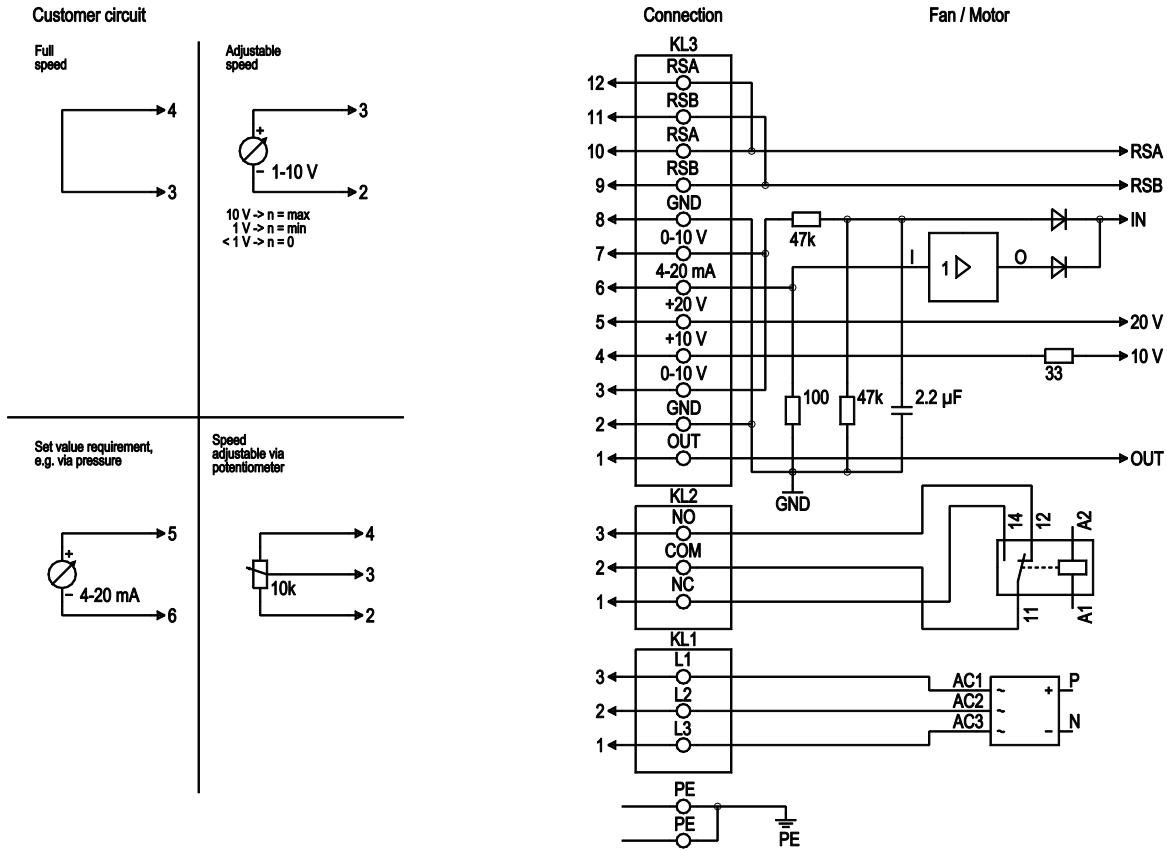 Customer circuit
Connection
Fan / Motor
Full
speed
4
3
Adjustable
speed
3
+
1-10 V
–
2
10 V -> n = max
1 V -> n = min
< 1 V -> n = 0
Set value requirement,
e.g. via pressure
5
+
4-20 mA
–
6
Speed
adjustable via
potentiometer
4
3
10k
2
KL3
RSA
12
RSB
11
RSA
10
RSA
RSB
9
RSB
GND
8
IN
0-10 V
47k
7
4-20 mA
I
1
O
6
+20 V
5
20 V
+10 V
4
10 V
33
0-10 V
3
100
47k
2.2 µF
GND
2
OUT
1
OUT
GND
KL2
NO
3
COM
2
NC
1
14
12
A2
11
A1
KL1
L1
3
L2
2
L3
1
AC1
~
+
P
AC2
~
AC3
~
–
N
PE
PE
PE